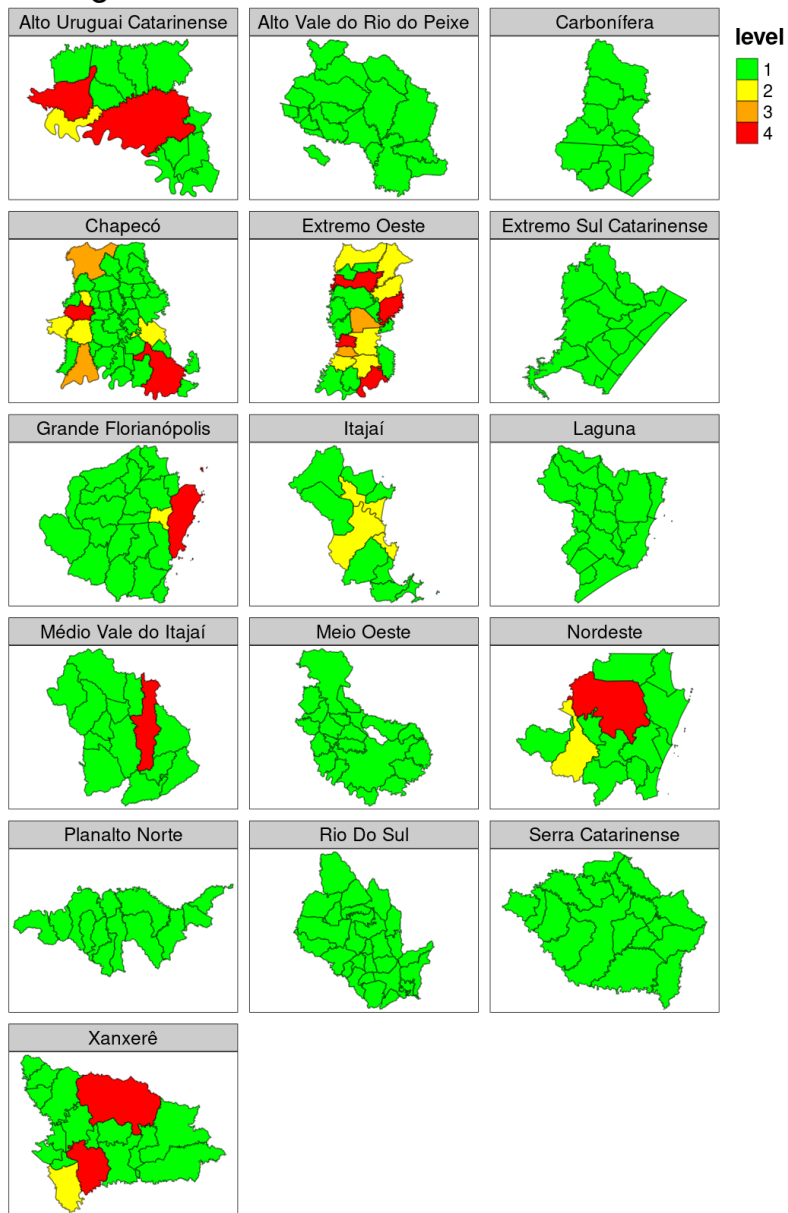 Alto Uruguai Catarinense
Alto Vale do Rio do Peixe
Carbonífera
level
1
2
3
4
Chapecó
Extremo Oeste
Extremo Sul Catarinense
Grande Florianópolis
Itajaí
Laguna
Médio Vale do Itajaí
Meio Oeste
Nordeste
Planalto Norte
Rio Do Sul
Serra Catarinense
Xanxerê